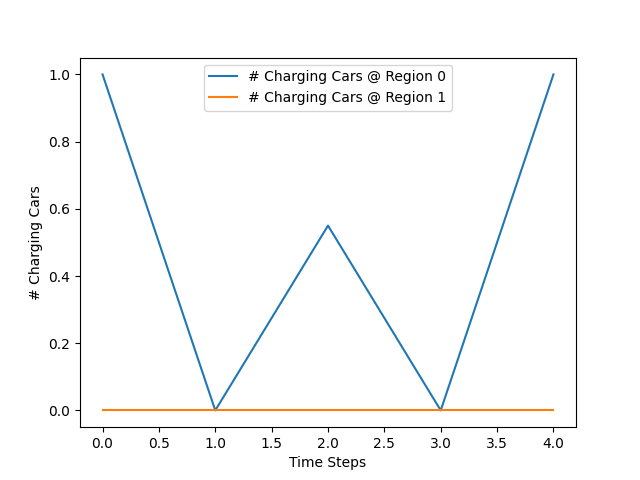 # Charging Cars @ Region 0
# Charging Cars @ Region 1
1.0
0.8
0.6
0.4
0.2
0.0
# Charging Cars
0.0 0.5 1.0 1.5 2.0 2.5 3.0 3.5 4.0
Time Steps